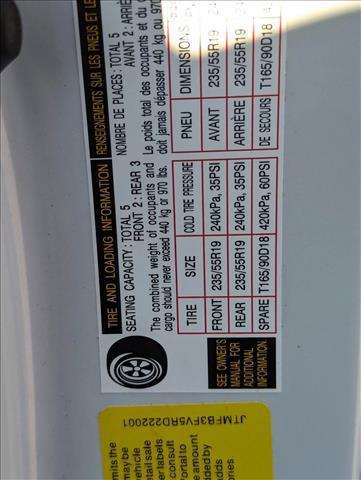 TIRE AND LOADING INFORMATION
SEATING CAPACITY: TOTAL 5
FRONT 2: REAR 3
The combined weight of occupants and
cargo should never exceed 440 kg or 970 lbs.
TIRE SIZE COLD TIRE PRESSURE
FRONT 235/55R19 240kPa, 35PSI
REAR 235/55R19 240kPa, 35PSI
SPARE T165/90D18 420kPa, 60PSI
SEE OWNER'S
MANUAL FOR
ADDITIONAL
INFORMATION.
RENSEIGNEMENTS SUR LES PNEUS ET LE
NOMBRE DE PLACES: TOTAL 5
AVANT 2: ARRIÈ
Le poids total des occupants et du
doit jamais dépasser 440 kg ou 970
PNEU DIMENSIONS
AVANT 235/55R19
ARRIÈRE 235/55R19
DE SECOURS T165/90D18
JTMFB3FV5RD222001